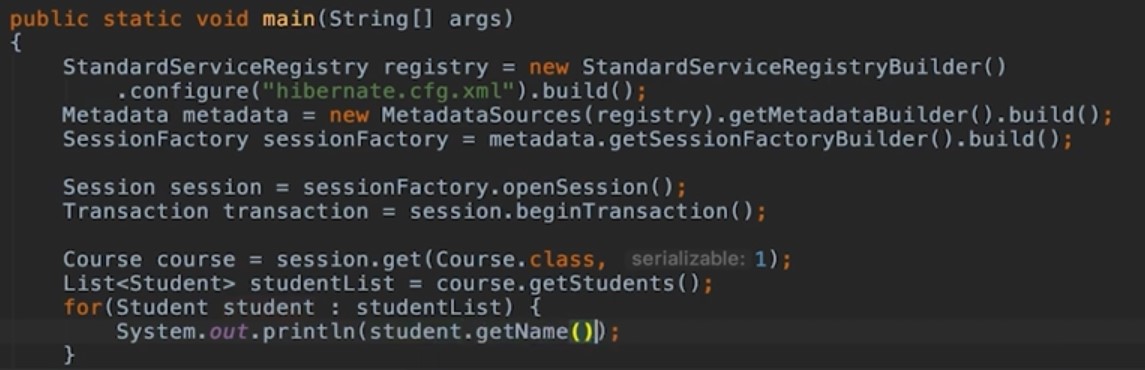 public static void main(String[] args)
{
StandardServiceRegistry registry = new StandardServiceRegistryBuilder()
.configure("hibernate.cfg.xml").build();
Metadata metadata = new MetadataSources(registry).getMetadataBuilder().build();
SessionFactory sessionFactory = metadata.getSessionFactoryBuilder().build();
Session session = sessionFactory.openSession();
Transaction transaction = session.beginTransaction();
Course course = session.get(Course.class, serializable: 1);
List<Student> studentList = course.getStudents();
for(Student student : studentList) {
System.out.println(student.getName());
}